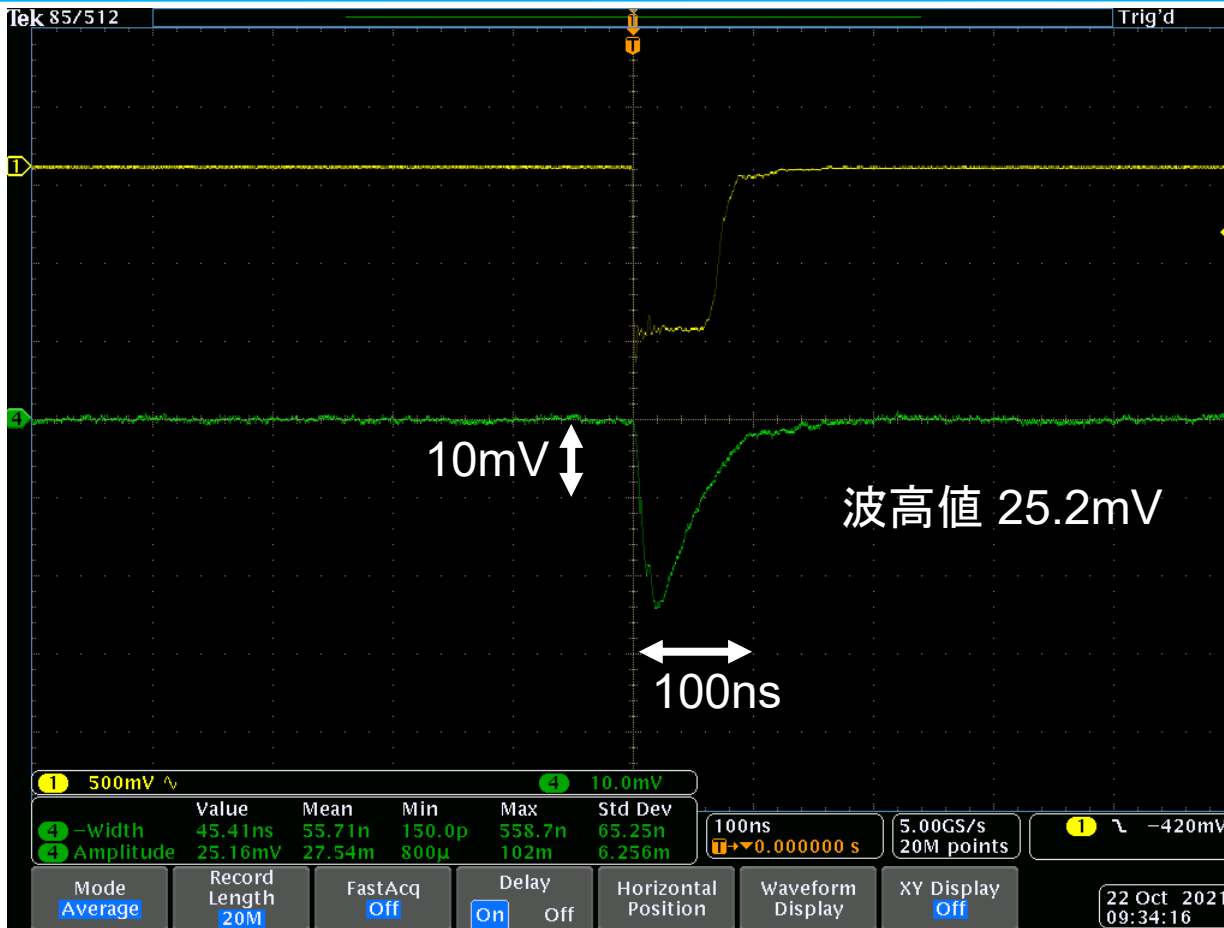 Tek 85/512
Trig'd
T
T
1
4
10mV
波高値 25.2mV
100ns
1 500mV ∿ 4 10.0mV
Value Mean Min Max Std Dev
4 −Width 45.41ns 55.71n 150.0p 558.7n 65.25n
4 Amplitude 25.16mV 27.54m 800μ 102m 6.256m
100ns
T→▼0.000000 s
5.00GS/s
20M points
1 ꭍ −420mV
Mode
Average
Record
Length
20M
FastAcq
Off
Delay
On Off
Horizontal
Position
Waveform
Display
XY Display
Off
22 Oct 2021
09:34:16